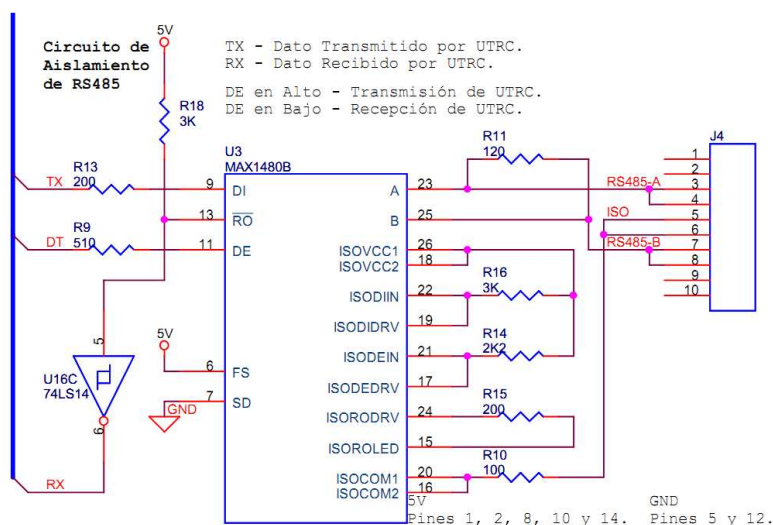 Circuito de
Aislamiento
de RS485
5V
TX - Dato Transmitido por UTRC.
RX - Dato Recibido por UTRC.
DE en Alto - Transmisión de UTRC.
DE en Bajo - Recepción de UTRC.
R18
3K
U3
MAX1480B
R11
120
J4
R13
200
TX
9
DI
A
23
RS485-A
13
RO
B
25
ISO
R9
510
DT
11
DE
RS485-B
ISOVCC1
26
ISOVCC2
18
R16
3K
ISODIIN
22
ISODIDRV
19
R14
2K2
ISODEIN
21
ISODEDRV
17
R15
200
ISORODRV
24
ISOROLED
15
R10
100
ISOCOM1
20
ISOCOM2
16
1
2
3
4
5
6
7
8
9
10
5V
6
FS
7
SD
GND
5
U16C
74LS14
6
RX
5V
Pines 1, 2, 8, 10 y 14.
GND
Pines 5 y 12.